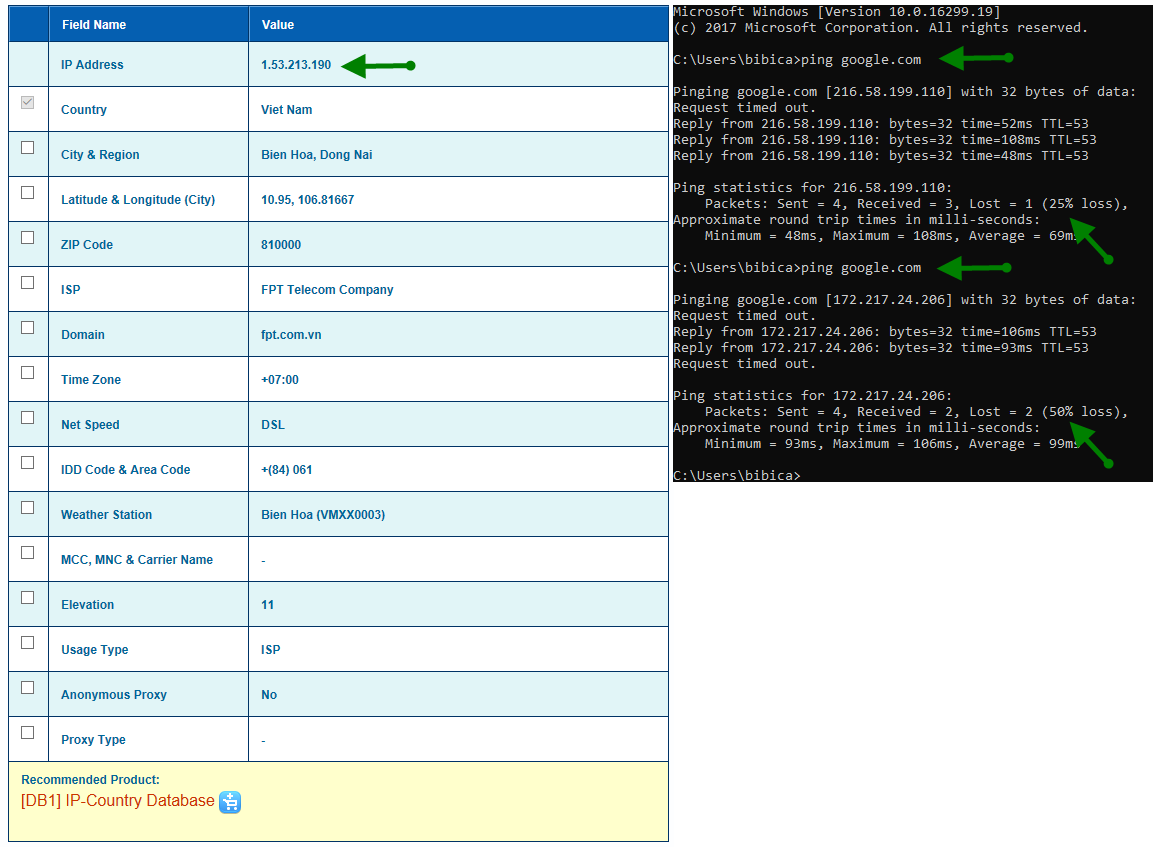 Field Name Value
IP Address 1.53.213.190
Country Viet Nam
City & Region Bien Hoa, Dong Nai
Latitude & Longitude (City) 10.95, 106.81667
ZIP Code 810000
ISP FPT Telecom Company
Domain fpt.com.vn
Time Zone +07:00
Net Speed DSL
IDD Code & Area Code +(84) 061
Weather Station Bien Hoa (VMXX0003)
MCC, MNC & Carrier Name -
Elevation 11
Usage Type ISP
Anonymous Proxy No
Proxy Type -
Recommended Product:
[DB1] IP-Country Database
Microsoft Windows [Version 10.0.16299.19]
(c) 2017 Microsoft Corporation. All rights reserved.
C:\Users\bibica>ping google.com
Pinging google.com [216.58.199.110] with 32 bytes of data:
Request timed out.
Reply from 216.58.199.110: bytes=32 time=52ms TTL=53
Reply from 216.58.199.110: bytes=32 time=108ms TTL=53
Reply from 216.58.199.110: bytes=32 time=48ms TTL=53
Ping statistics for 216.58.199.110:
Packets: Sent = 4, Received = 3, Lost = 1 (25% loss),
Approximate round trip times in milli-seconds:
Minimum = 48ms, Maximum = 108ms, Average = 69ms
C:\Users\bibica>ping google.com
Pinging google.com [172.217.24.206] with 32 bytes of data:
Request timed out.
Reply from 172.217.24.206: bytes=32 time=106ms TTL=53
Reply from 172.217.24.206: bytes=32 time=93ms TTL=53
Request timed out.
Ping statistics for 172.217.24.206:
Packets: Sent = 4, Received = 2, Lost = 2 (50% loss),
Approximate round trip times in milli-seconds:
Minimum = 93ms, Maximum = 106ms, Average = 99ms
C:\Users\bibica>